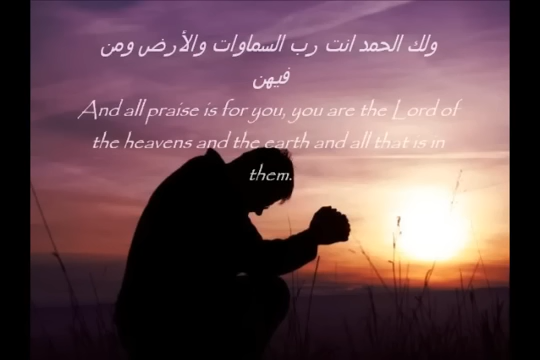 ولك الحمد انت رب السماوات والأرض ومن
فيهن
And all praise is for you, you are the Lord of
the heavens and the earth and all that is in
them.